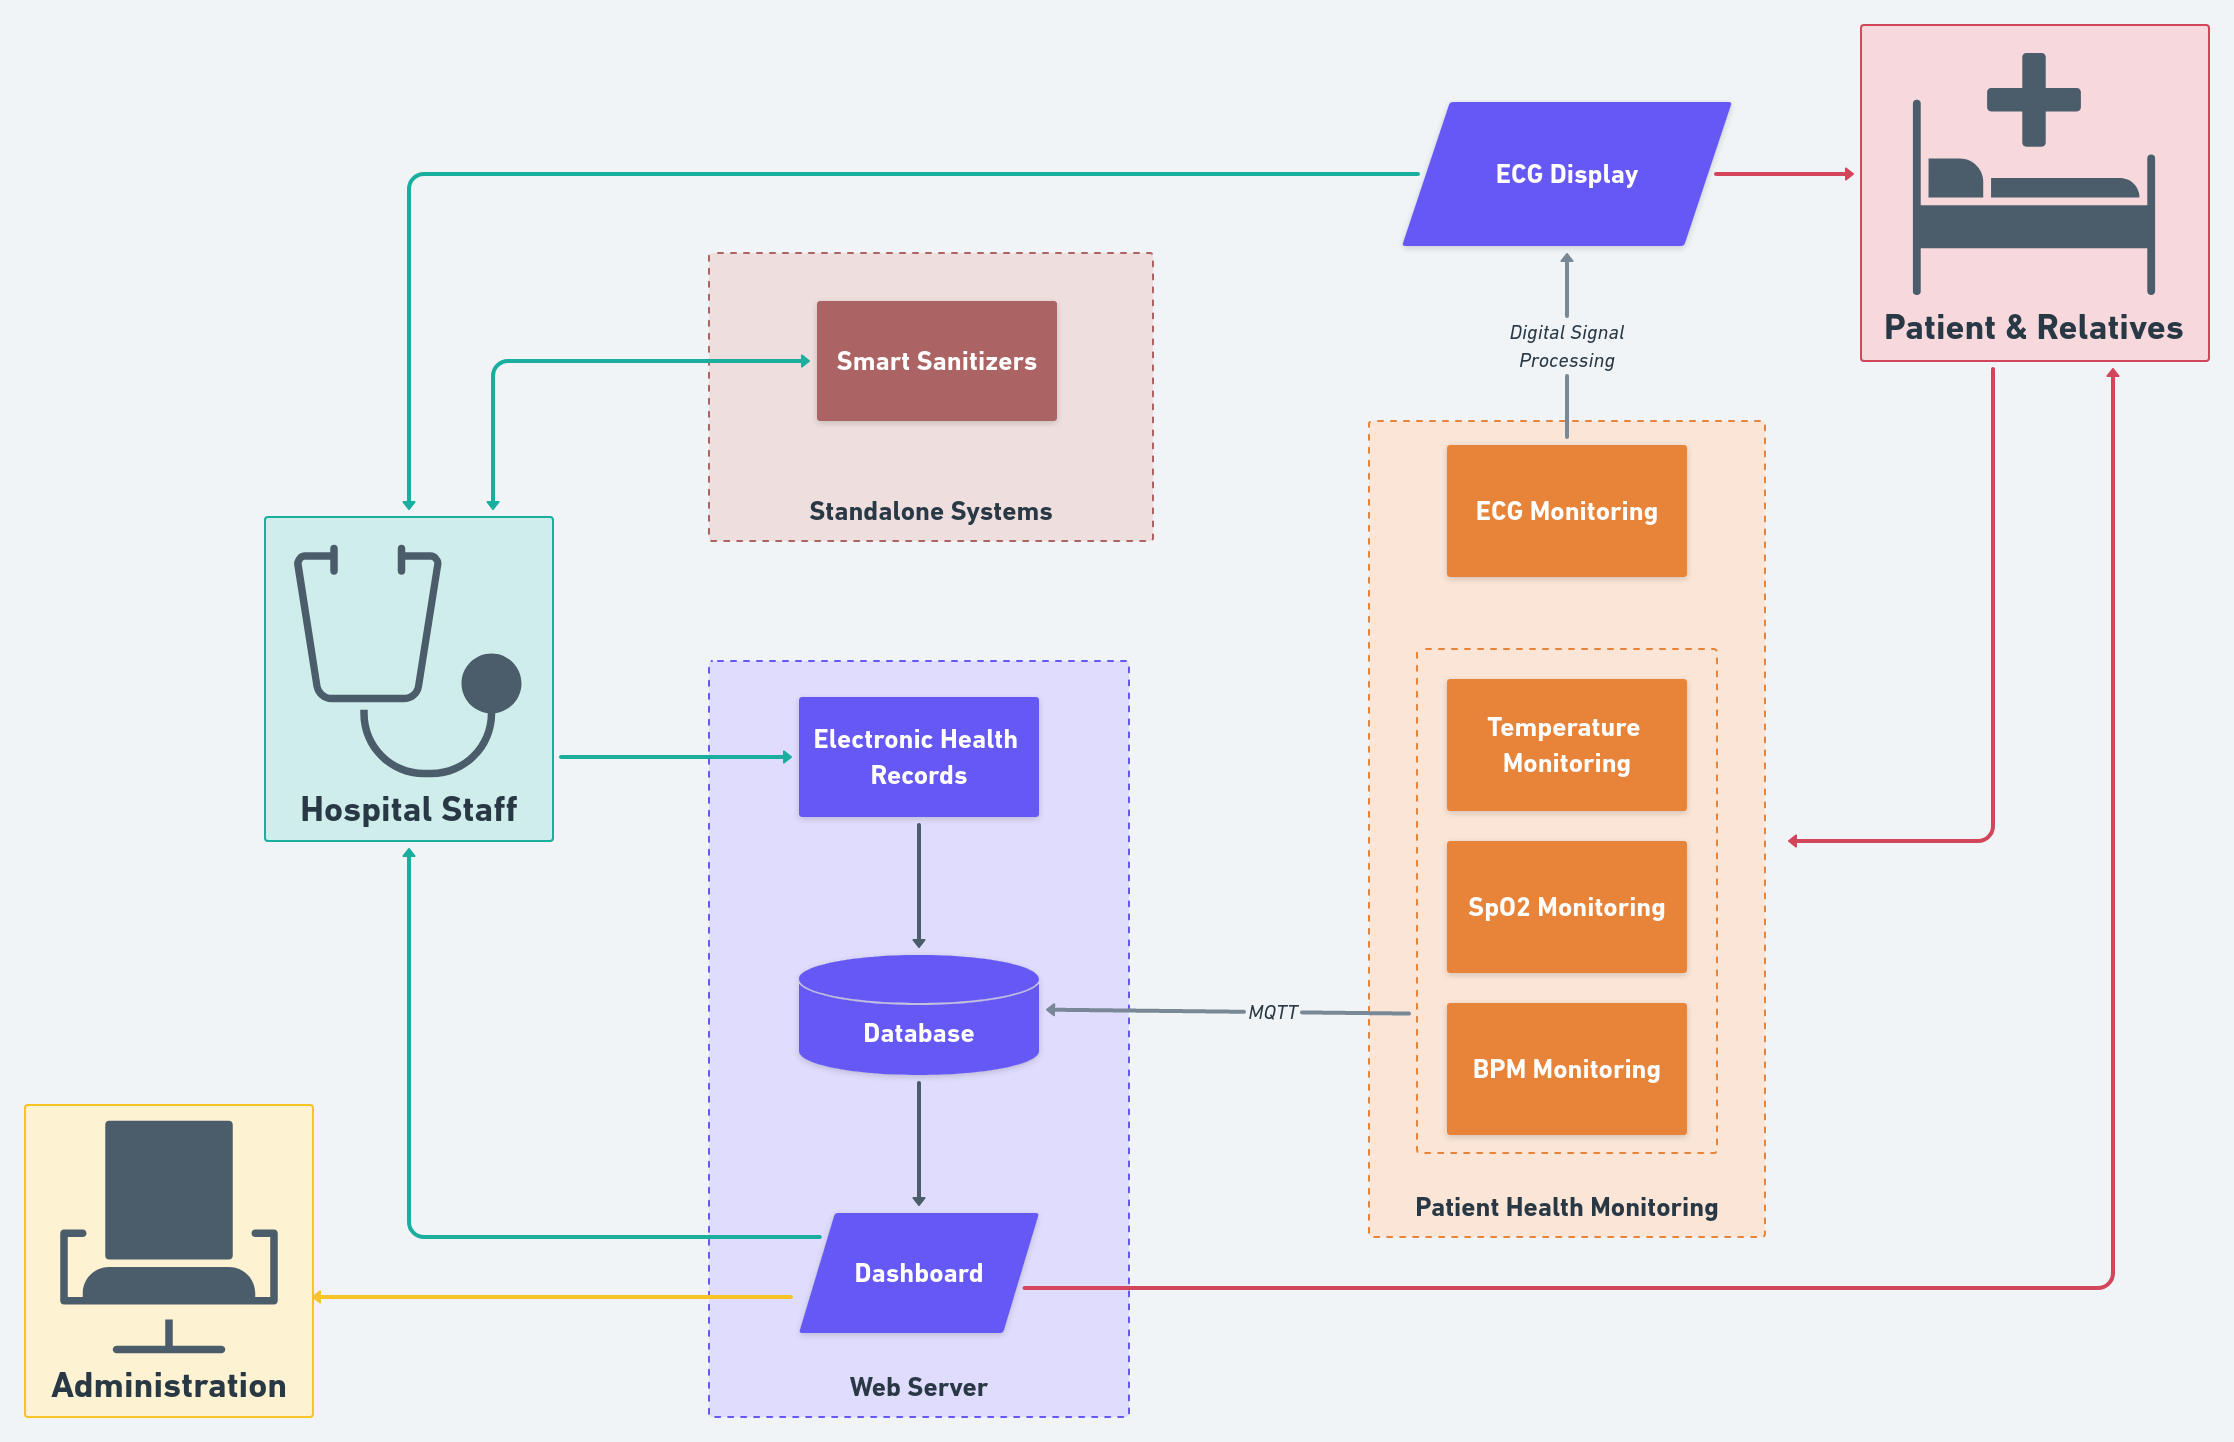 ECG Display
Patient & Relatives
Digital Signal
Processing
Smart Sanitizers
Standalone Systems
ECG Monitoring
Hospital Staff
Electronic Health
Records
Temperature
Monitoring
SpO2 Monitoring
MQTT
Database
BPM Monitoring
Patient Health Monitoring
Dashboard
Administration
Web Server